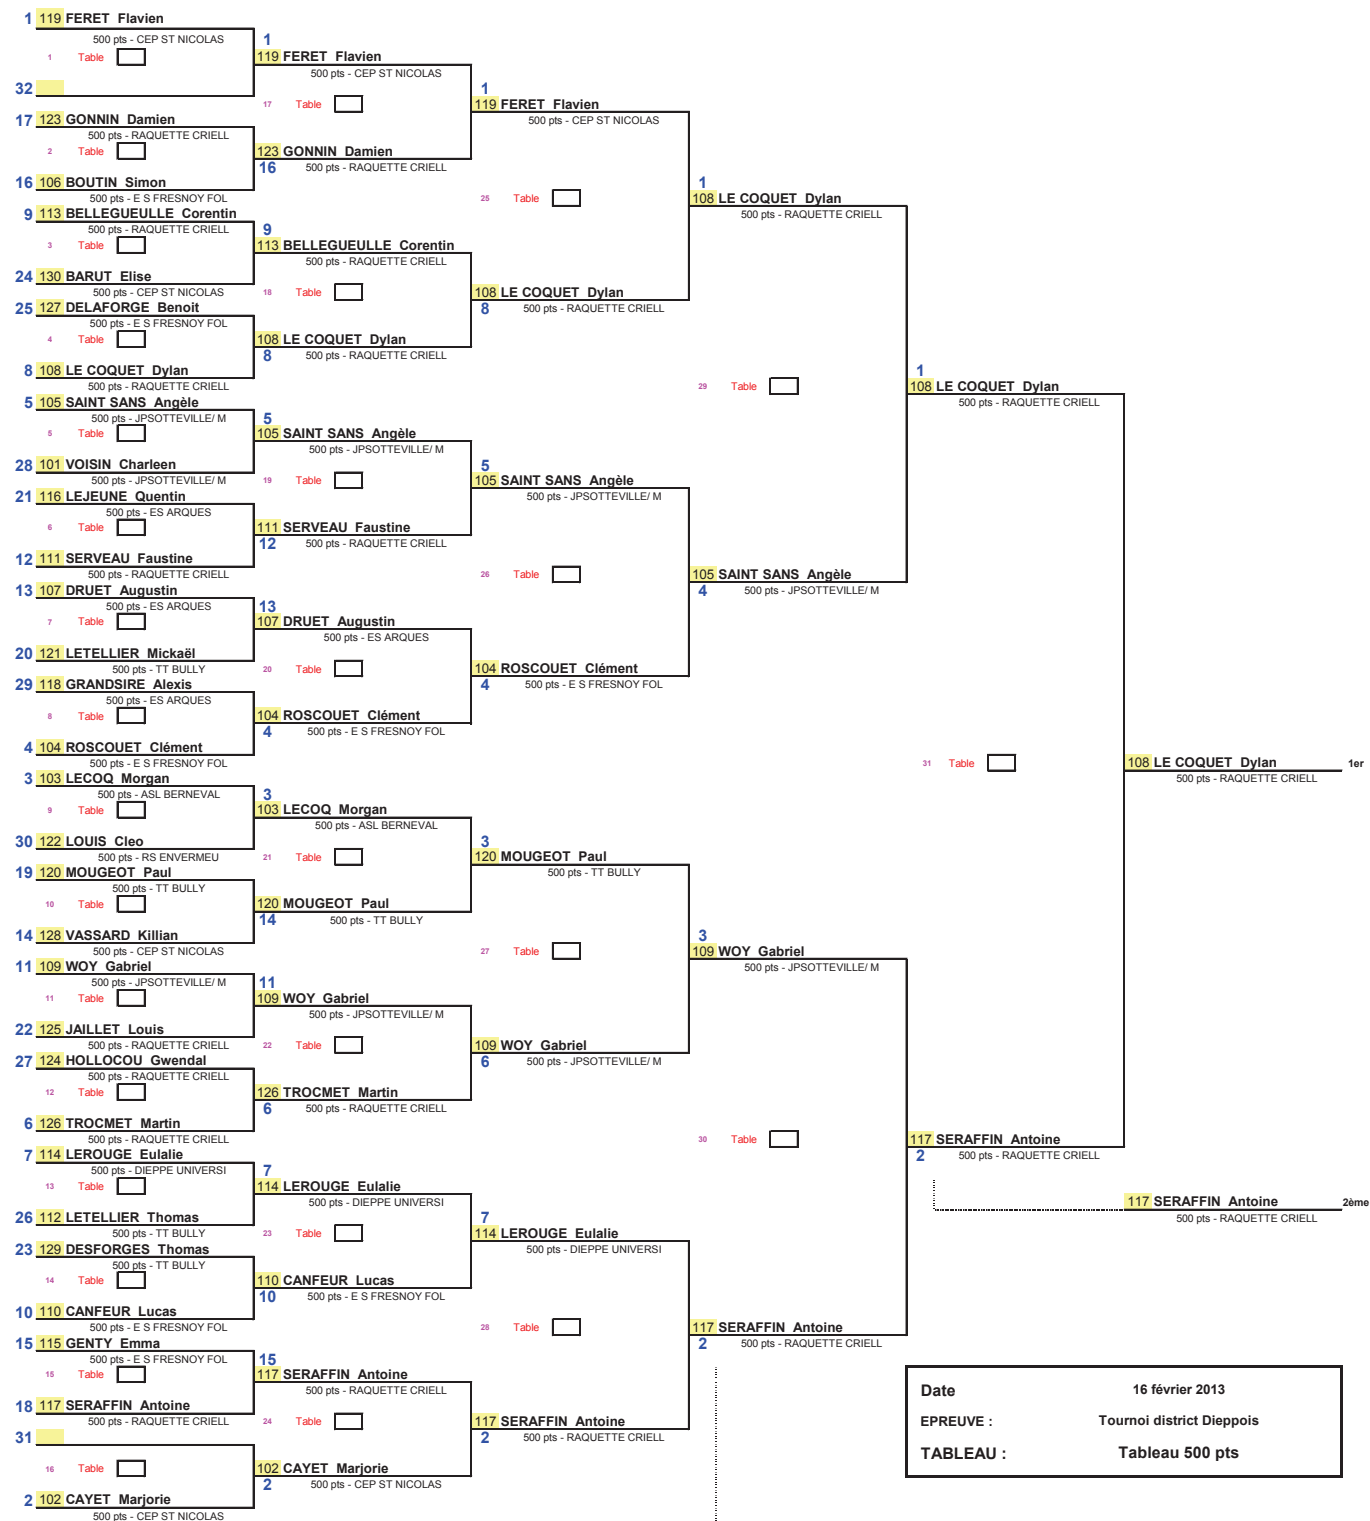 1 119 FERET Flavien
500 pts - CEP ST NICOLAS
1 Table
32
17 123 GONNIN Damien
500 pts - RAQUETTE CRIELL
2 Table
16 106 BOUTIN Simon
500 pts - E S FRESNOY FOL
9 113 BELLEGUEULLE Corentin
500 pts - RAQUETTE CRIELL
3 Table
24 130 BARUT Elise
500 pts - CEP ST NICOLAS
25 127 DELAFORGE Benoit
500 pts - E S FRESNOY FOL
4 Table
8 108 LE COQUET Dylan
500 pts - RAQUETTE CRIELL
5 105 SAINT SANS Angèle
500 pts - JPSOTTEVILLE/ M
5 Table
28 101 VOISIN Charleen
500 pts - JPSOTTEVILLE/ M
21 116 LEJEUNE Quentin
500 pts - ES ARQUES
6 Table
12 111 SERVEAU Faustine
500 pts - RAQUETTE CRIELL
13 107 DRUET Augustin
500 pts - ES ARQUES
7 Table
20 121 LETELLIER Mickaël
500 pts - TT BULLY
29 118 GRANDSIRE Alexis
500 pts - ES ARQUES
8 Table
4 104 ROSCOUET Clément
500 pts - E S FRESNOY FOL
3 103 LECOQ Morgan
500 pts - ASL BERNEVAL
9 Table
30 122 LOUIS Cleo
500 pts - RS ENVERMEU
19 120 MOUGEOT Paul
500 pts - TT BULLY
10 Table
14 128 VASSARD Killian
500 pts - CEP ST NICOLAS
11 109 WOY Gabriel
500 pts - JPSOTTEVILLE/ M
11 Table
22 125 JAILLET Louis
500 pts - RAQUETTE CRIELL
27 124 HOLLOCOU Gwendal
500 pts - RAQUETTE CRIELL
12 Table
6 126 TROCMET Martin
500 pts - RAQUETTE CRIELL
7 114 LEROUGE Eulalie
500 pts - DIEPPE UNIVERSI
13 Table
26 112 LETELLIER Thomas
500 pts - TT BULLY
23 129 DESFORGES Thomas
500 pts - TT BULLY
14 Table
10 110 CANFEUR Lucas
500 pts - E S FRESNOY FOL
15 115 GENTY Emma
500 pts - E S FRESNOY FOL
15 Table
18 117 SERAFFIN Antoine
500 pts - RAQUETTE CRIELL
31
16 Table
2 102 CAYET Marjorie
500 pts - CEP ST NICOLAS
1
119 FERET Flavien
500 pts - CEP ST NICOLAS
17 Table
123 GONNIN Damien
16 500 pts - RAQUETTE CRIELL
9
113 BELLEGUEULLE Corentin
500 pts - RAQUETTE CRIELL
18 Table
108 LE COQUET Dylan
8 500 pts - RAQUETTE CRIELL
5
105 SAINT SANS Angèle
500 pts - JPSOTTEVILLE/ M
19 Table
111 SERVEAU Faustine
12 500 pts - RAQUETTE CRIELL
13
107 DRUET Augustin
500 pts - ES ARQUES
20 Table
104 ROSCOUET Clément
4 500 pts - E S FRESNOY FOL
3
103 LECOQ Morgan
500 pts - ASL BERNEVAL
21 Table
120 MOUGEOT Paul
14 500 pts - TT BULLY
11
109 WOY Gabriel
500 pts - JPSOTTEVILLE/ M
22 Table
126 TROCMET Martin
6 500 pts - RAQUETTE CRIELL
7
114 LEROUGE Eulalie
500 pts - DIEPPE UNIVERSI
23 Table
110 CANFEUR Lucas
10 500 pts - E S FRESNOY FOL
15
117 SERAFFIN Antoine
500 pts - RAQUETTE CRIELL
24 Table
102 CAYET Marjorie
2 500 pts - CEP ST NICOLAS
1
119 FERET Flavien
500 pts - CEP ST NICOLAS
25 Table
108 LE COQUET Dylan
8 500 pts - RAQUETTE CRIELL
5
105 SAINT SANS Angèle
500 pts - JPSOTTEVILLE/ M
26 Table
104 ROSCOUET Clément
4 500 pts - E S FRESNOY FOL
3
120 MOUGEOT Paul
500 pts - TT BULLY
27 Table
109 WOY Gabriel
6 500 pts - JPSOTTEVILLE/ M
7
114 LEROUGE Eulalie
500 pts - DIEPPE UNIVERSI
28 Table
117 SERAFFIN Antoine
2 500 pts - RAQUETTE CRIELL
1
108 LE COQUET Dylan
500 pts - RAQUETTE CRIELL
29 Table
105 SAINT SANS Angèle
4 500 pts - JPSOTTEVILLE/ M
3
109 WOY Gabriel
500 pts - JPSOTTEVILLE/ M
30 Table
117 SERAFFIN Antoine
2 500 pts - RAQUETTE CRIELL
1
108 LE COQUET Dylan
500 pts - RAQUETTE CRIELL
31 Table
117 SERAFFIN Antoine
2 500 pts - RAQUETTE CRIELL
108 LE COQUET Dylan 1er
500 pts - RAQUETTE CRIELL
117 SERAFFIN Antoine 2ème
500 pts - RAQUETTE CRIELL
Date 16 février 2013
EPREUVE : Tournoi district Dieppois
TABLEAU : Tableau 500 pts